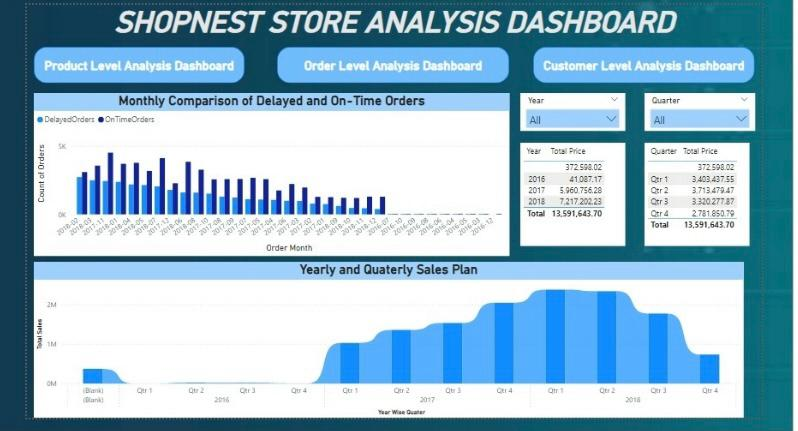 SHOPNEST STORE ANALYSIS DASHBOARD
Product Level Analysis Dashboard
Order Level Analysis Dashboard
Customer Level Analysis Dashboard
Monthly Comparison of Delayed and On-Time Orders
DelayedOrders OnTimeOrders
Count of Orders
5K
0K
Order Month
Year
All
Quarter
All
Year Total Price
372,598.02
2016 41,087.17
2017 5,960,756.28
2018 7,217,202.23
Total 13,591,643.70
Quarter Total Price
372,598.02
Qtr 1 3,403,437.55
Qtr 2 3,713,479.47
Qtr 3 3,320,277.87
Qtr 4 2,781,850.79
Total 13,591,643.70
Yearly and Quaterly Sales Plan
Total Sales
2M
1M
0M
(Blank) Qtr 1 Qtr 2 Qtr 3 Qtr 4 Qtr 1 Qtr 2 Qtr 3 Qtr 4 Qtr 1 Qtr 2 Qtr 3 Qtr 4
(Blank) 2016 2017 2018
Year Wise Quater